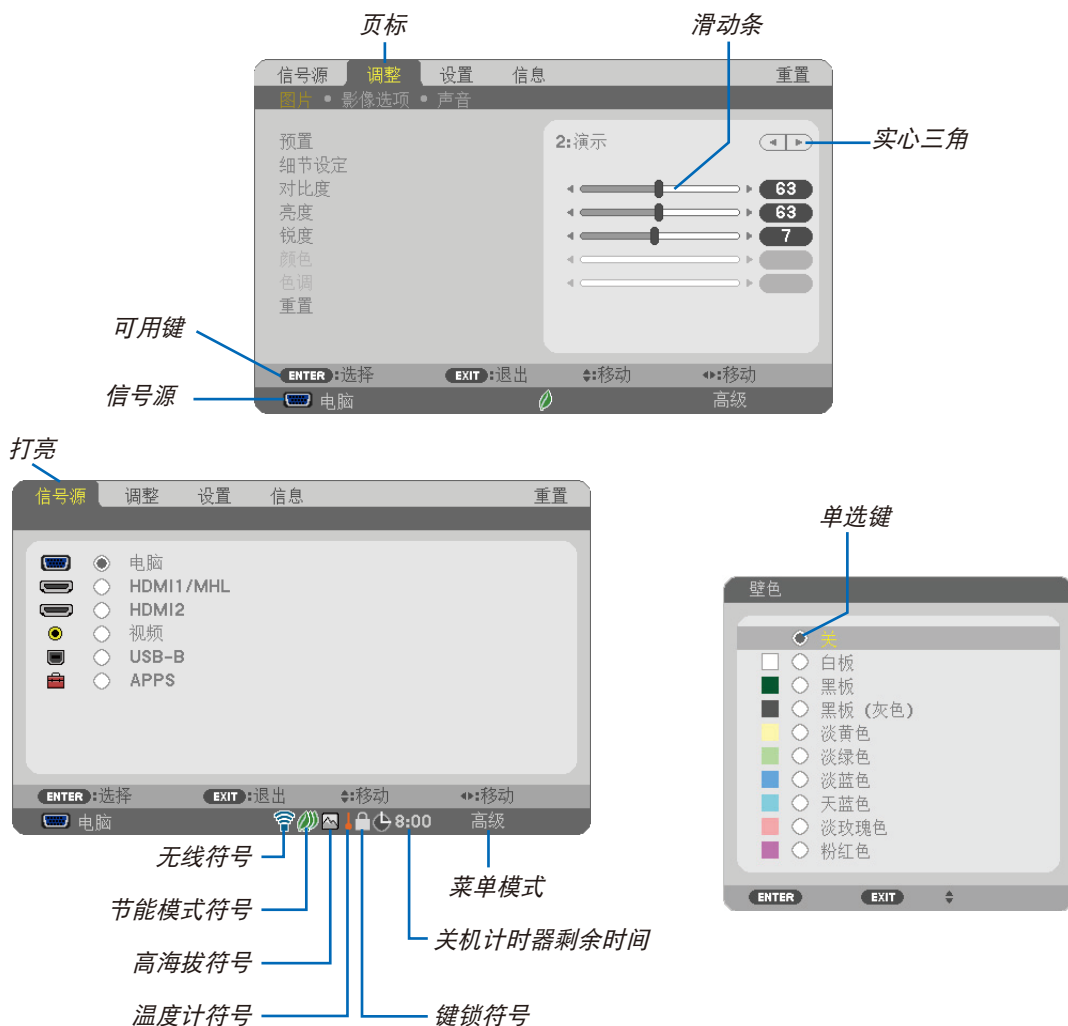 页标
滑动条
信号源 调整 设置 信息 重置
图片 • 影像选项 • 声音
预置
2:演示
实心三角
细节设定
对比度 63
亮度 63
锐度 7
颜色
色调
重置
可用键
ENTER:选择 EXIT:退出 :移动 :移动
信号源
电脑 高级
打亮
信号源 调整 设置 信息 重置
电脑
HDMI1/MHL
HDMI2
视频
USB-B
APPS
ENTER:选择 EXIT:退出 :移动 :移动
电脑 8:00 高级
无线符号
节能模式符号
高海拔符号
温度计符号
菜单模式
关机计时器剩余时间
键锁符号
单选键
壁色
关
白板
黑板
黑板 (灰色)
淡黄色
淡绿色
淡蓝色
天蓝色
淡玫瑰色
粉红色
ENTER EXIT